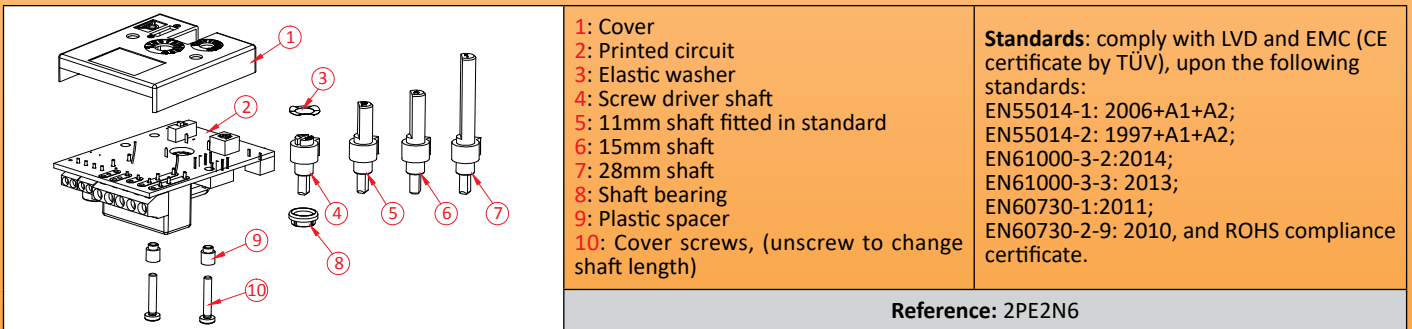 1
2
3
4
5
6
7
8
9
10
1: Cover
2: Printed circuit
3: Elastic washer
4: Screw driver shaft
5: 11mm shaft fitted in standard
6: 15mm shaft
7: 28mm shaft
8: Shaft bearing
9: Plastic spacer
10: Cover screws, (unscrew to change
shaft length)
Standards: comply with LVD and EMC (CE
certificate by TÜV), upon the following
standards:
EN55014-1: 2006+A1+A2;
EN55014-2: 1997+A1+A2;
EN61000-3-2:2014;
EN61000-3-3: 2013;
EN60730-1:2011;
EN60730-2-9: 2010, and ROHS compliance
certificate.
Reference: 2PE2N6